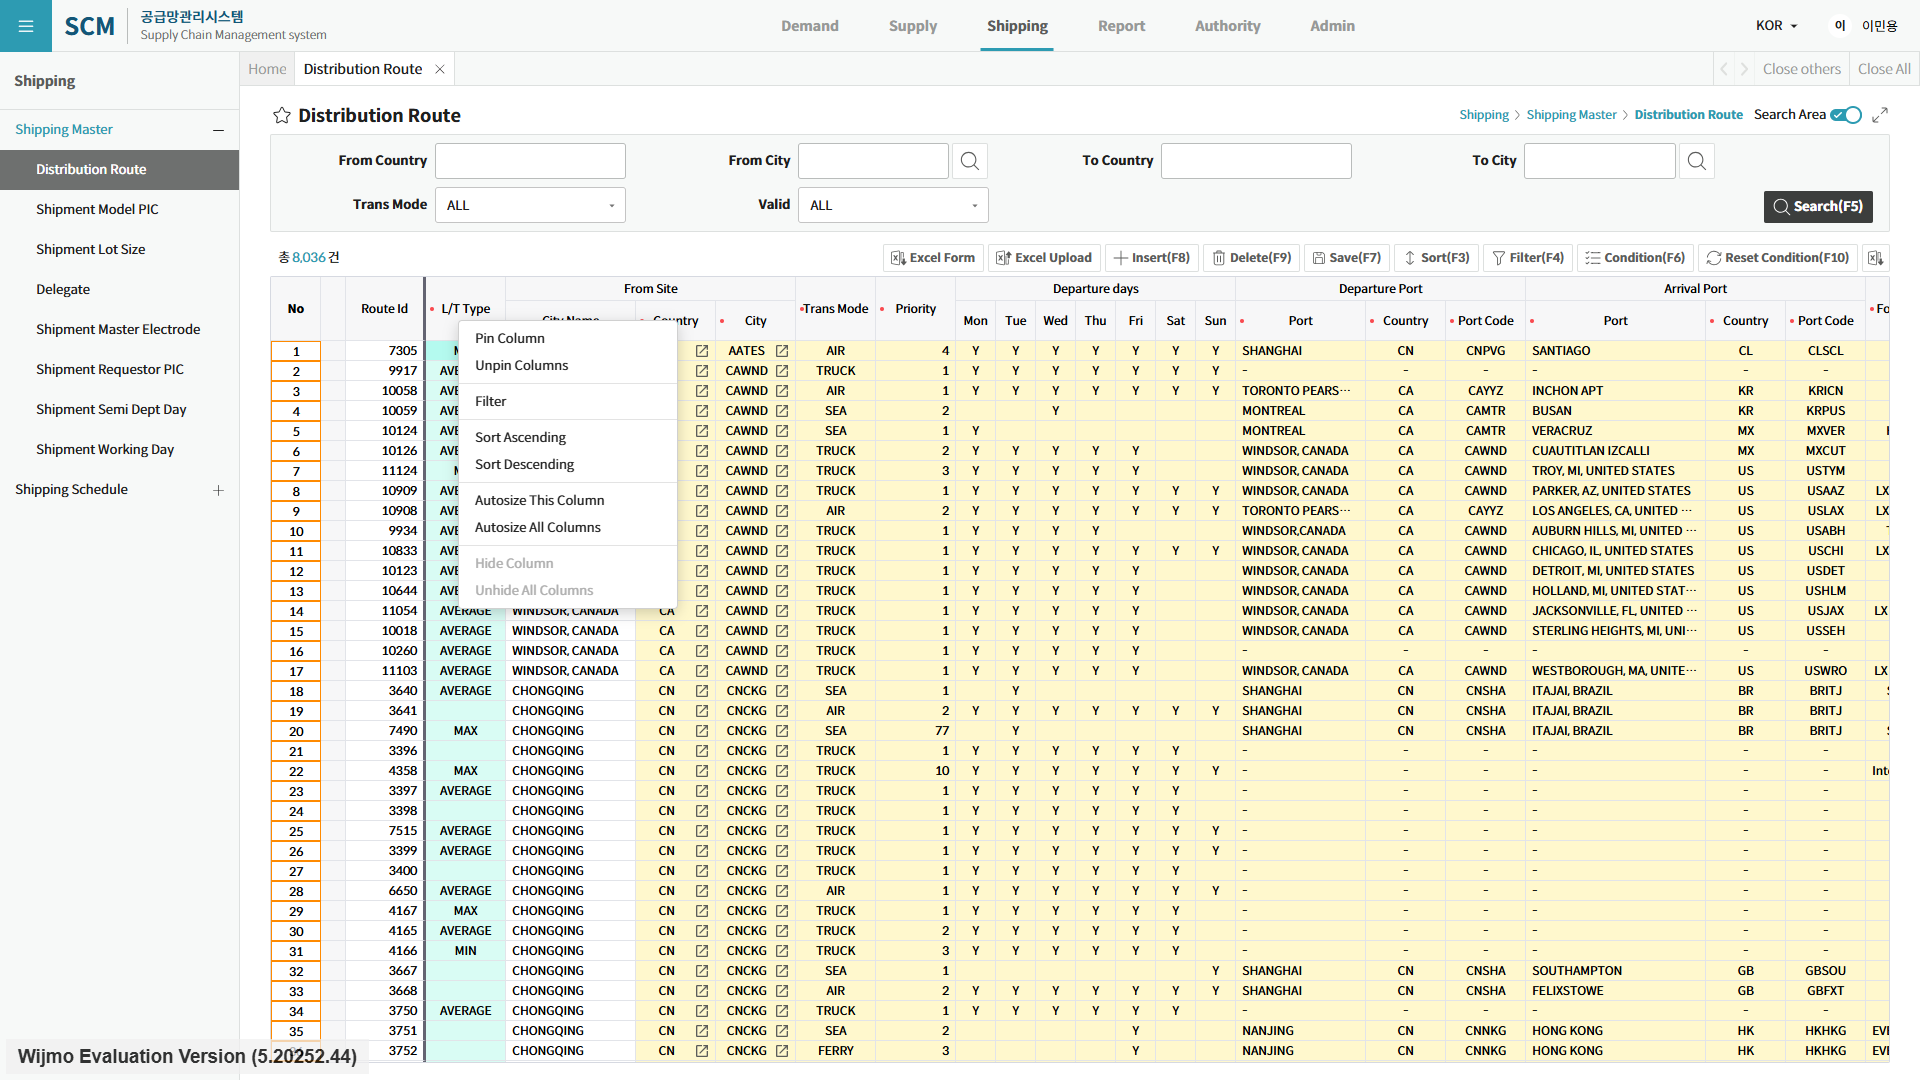 SCM 공급망관리시스템
Supply Chain Management system
Demand Supply Shipping Report Authority Admin
KOR 이 이민용
Shipping
Home Distribution Route
Close others Close All
Shipping Master
Distribution Route
Shipment Model PIC
Shipment Lot Size
Delegate
Shipment Master Electrode
Shipment Requestor PIC
Shipment Semi Dept Day
Shipment Working Day
Shipping Schedule
Distribution Route
Shipping > Shipping Master > Distribution Route Search Area
From Country From City To Country To City
Trans Mode ALL Valid ALL
Search(F5)
총 8,036 건
Excel Form Excel Upload Insert(F8) Delete(F9) Save(F7) Sort(F3) Filter(F4) Condition(F6) Reset Condition(F10)
No Route Id L/T Type From Site Trans Mode Priority Departure days Departure Port Arrival Port
City Mon Tue Wed Thu Fri Sat Sun Port Country Port Code Port Country Port Code
Pin Column
Unpin Columns
Filter
Sort Ascending
Sort Descending
Autosize This Column
Autosize All Columns
Hide Column
Unhide All Columns
1 7305 AATES AIR 4 Y Y Y Y Y Y Y SHANGHAI CN CNPVG SANTIAGO CL CLSCL
2 9917 CAWND TRUCK 1 Y Y Y Y Y Y Y - - - - - -
3 10058 CAWND AIR 1 Y Y Y Y Y Y Y TORONTO PEARS··· CA CAYYZ INCHON APT KR KRICN
4 10059 CAWND SEA 2 Y MONTREAL CA CAMTR BUSAN KR KRPUS
5 10124 CAWND SEA 1 Y MONTREAL CA CAMTR VERACRUZ MX MXVER
6 10126 CAWND TRUCK 2 Y Y Y Y Y WINDSOR, CANADA CA CAWND CUAUTITLAN IZCALLI MX MXCUT
7 11124 CAWND TRUCK 3 Y Y Y Y Y WINDSOR, CANADA CA CAWND TROY, MI, UNITED STATES US USTYM
8 10909 CAWND TRUCK 1 Y Y Y Y Y Y Y WINDSOR, CANADA CA CAWND PARKER, AZ, UNITED STATES US USAAZ LX
9 10908 CAWND AIR 2 Y Y Y Y Y Y Y TORONTO PEARS··· CA CAYYZ LOS ANGELES, CA, UNITED ··· US USLAX LX
10 9934 CAWND TRUCK 1 Y Y Y Y WINDSOR,CANADA CA CAWND AUBURN HILLS, MI, UNITED ··· US USABH
11 10833 CAWND TRUCK 1 Y Y Y Y Y Y Y WINDSOR, CANADA CA CAWND CHICAGO, IL, UNITED STATES US USCHI LX
12 10123 CAWND TRUCK 1 Y Y Y Y Y WINDSOR, CANADA CA CAWND DETROIT, MI, UNITED STATES US USDET
13 10644 CAWND TRUCK 1 Y Y Y Y Y WINDSOR, CANADA CA CAWND HOLLAND, MI, UNITED STAT··· US USHLM
14 11054 AVERAGE WINDSOR, CANADA CA CAWND TRUCK 1 Y Y Y Y Y WINDSOR, CANADA CA CAWND JACKSONVILLE, FL, UNITED ··· US USJAX LX
15 10018 AVERAGE WINDSOR, CANADA CA CAWND TRUCK 1 Y Y Y Y Y WINDSOR, CANADA CA CAWND STERLING HEIGHTS, MI, UNI··· US USSEH
16 10260 AVERAGE WINDSOR, CANADA CA CAWND TRUCK 1 Y Y Y Y Y - - - - - -
17 11103 AVERAGE WINDSOR, CANADA CA CAWND TRUCK 1 Y Y Y Y Y WINDSOR, CANADA CA CAWND WESTBOROUGH, MA, UNITE··· US USWRO LX
18 3640 AVERAGE CHONGQING CN CNCKG SEA 1 Y SHANGHAI CN CNSHA ITAJAI, BRAZIL BR BRITJ
19 3641 CHONGQING CN CNCKG AIR 2 Y Y Y Y Y Y Y SHANGHAI CN CNSHA ITAJAI, BRAZIL BR BRITJ
20 7490 MAX CHONGQING CN CNCKG SEA 77 Y SHANGHAI CN CNSHA ITAJAI, BRAZIL BR BRITJ
21 3396 CHONGQING CN CNCKG TRUCK 1 Y Y Y Y Y Y - - - - - -
22 4358 MAX CHONGQING CN CNCKG TRUCK 10 Y Y Y Y Y Y Y - - - - - -
23 3397 AVERAGE CHONGQING CN CNCKG TRUCK 1 Y Y Y Y Y Y - - - - - -
24 3398 CHONGQING CN CNCKG TRUCK 1 Y Y Y Y Y Y - - - - - -
25 7515 AVERAGE CHONGQING CN CNCKG TRUCK 1 Y Y Y Y Y Y Y - - - - - -
26 3399 AVERAGE CHONGQING CN CNCKG TRUCK 1 Y Y Y Y Y Y Y - - - - - -
27 3400 CHONGQING CN CNCKG TRUCK 1 Y Y Y Y Y Y - - - - - -
28 6650 AVERAGE CHONGQING CN CNCKG AIR 1 Y Y Y Y Y Y Y - - - - - -
29 4167 MAX CHONGQING CN CNCKG TRUCK 1 Y Y Y Y Y Y - - - - - -
30 4165 AVERAGE CHONGQING CN CNCKG TRUCK 2 Y Y Y Y Y Y - - - - - -
31 4166 MIN CHONGQING CN CNCKG TRUCK 3 Y Y Y Y Y Y - - - - - -
32 3667 CHONGQING CN CNCKG SEA 1 Y SHANGHAI CN CNSHA SOUTHAMPTON GB GBSOU
33 3668 CHONGQING CN CNCKG AIR 2 Y Y Y Y Y Y Y SHANGHAI CN CNSHA FELIXSTOWE GB GBFXT
34 3750 AVERAGE CHONGQING CN CNCKG TRUCK 1 Y Y Y Y Y Y - - - - - -
35 3751 CHONGQING CN CNCKG SEA 2 Y NANJING CN CNNKG HONG KONG HK HKHKG
3752 CHONGQING CN CNCKG FERRY 3 Y NANJING CN CNNKG HONG KONG HK HKHKG
Wijmo Evaluation Version (5.20252.44)